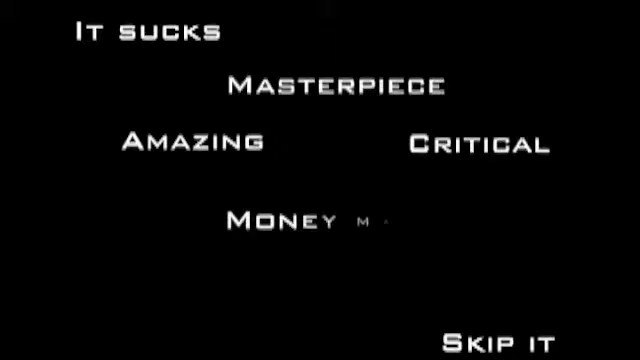 It sucks
Masterpiece
Amazing
Critical
Money
Skip it